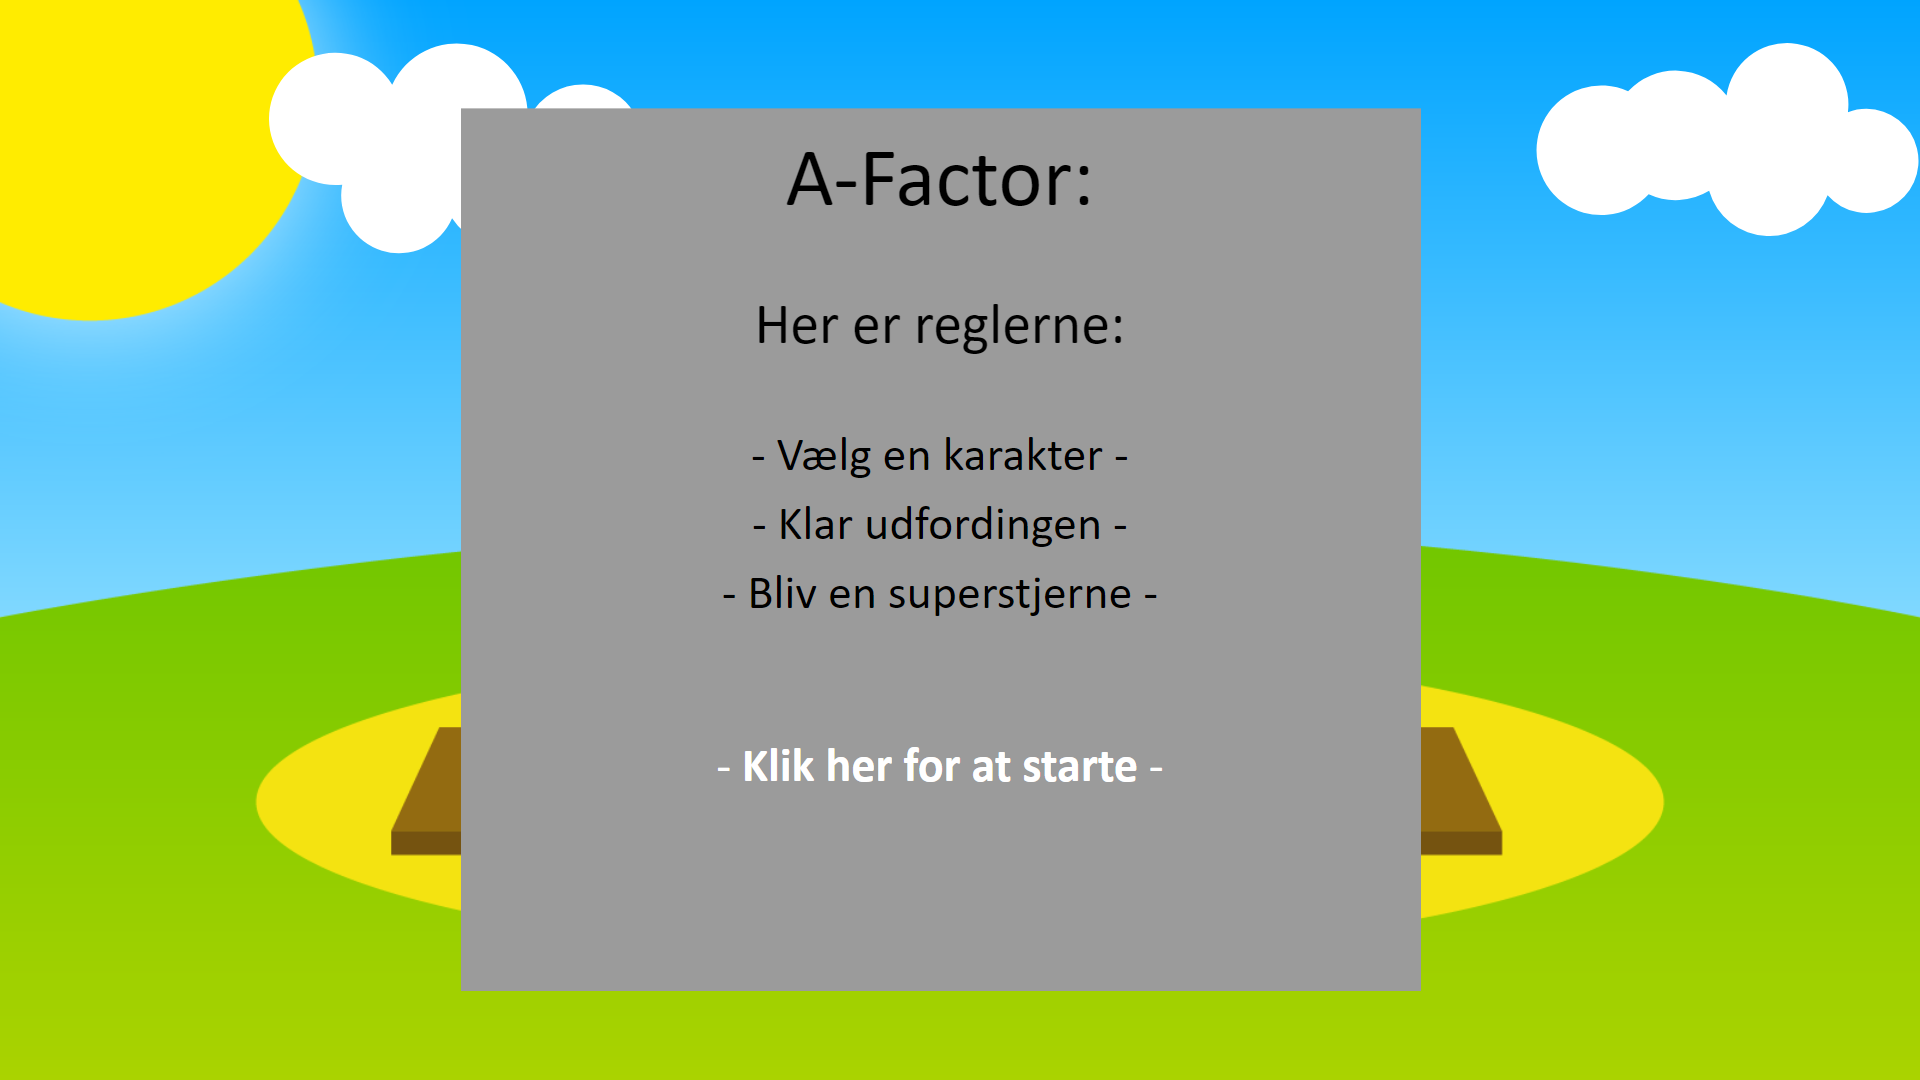 A-Factor:
Her er reglerne:
- Vælg en karakter -
- Klar udfordingen -
- Bliv en superstjerne -
- Klik her for at starte -